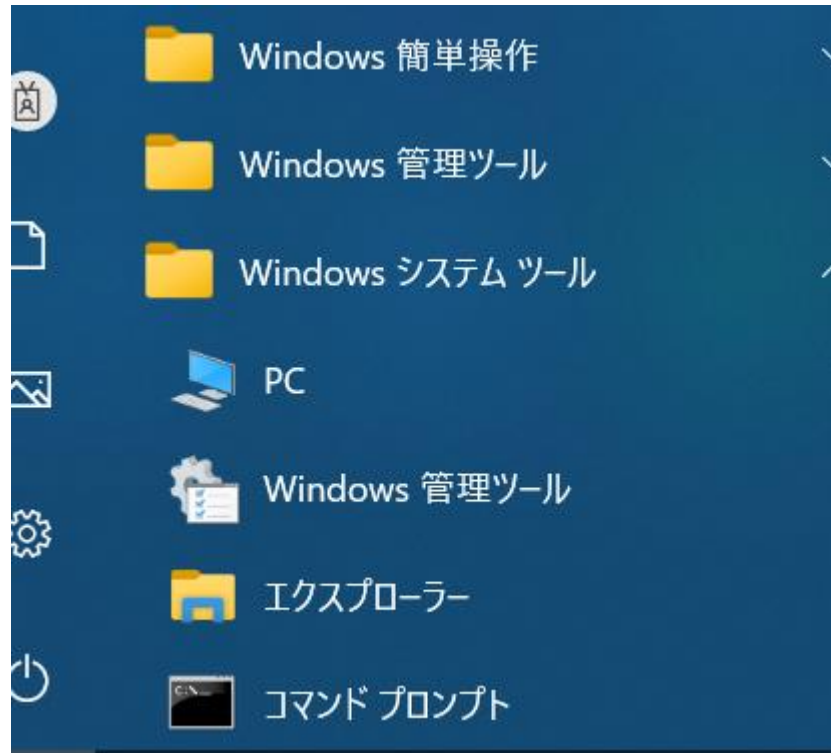 Windows 簡単操作
Windows 管理ツール
Windows システム ツール
PC
Windows 管理ツール
エクスプローラー
C:\_
コマンド プロンプト